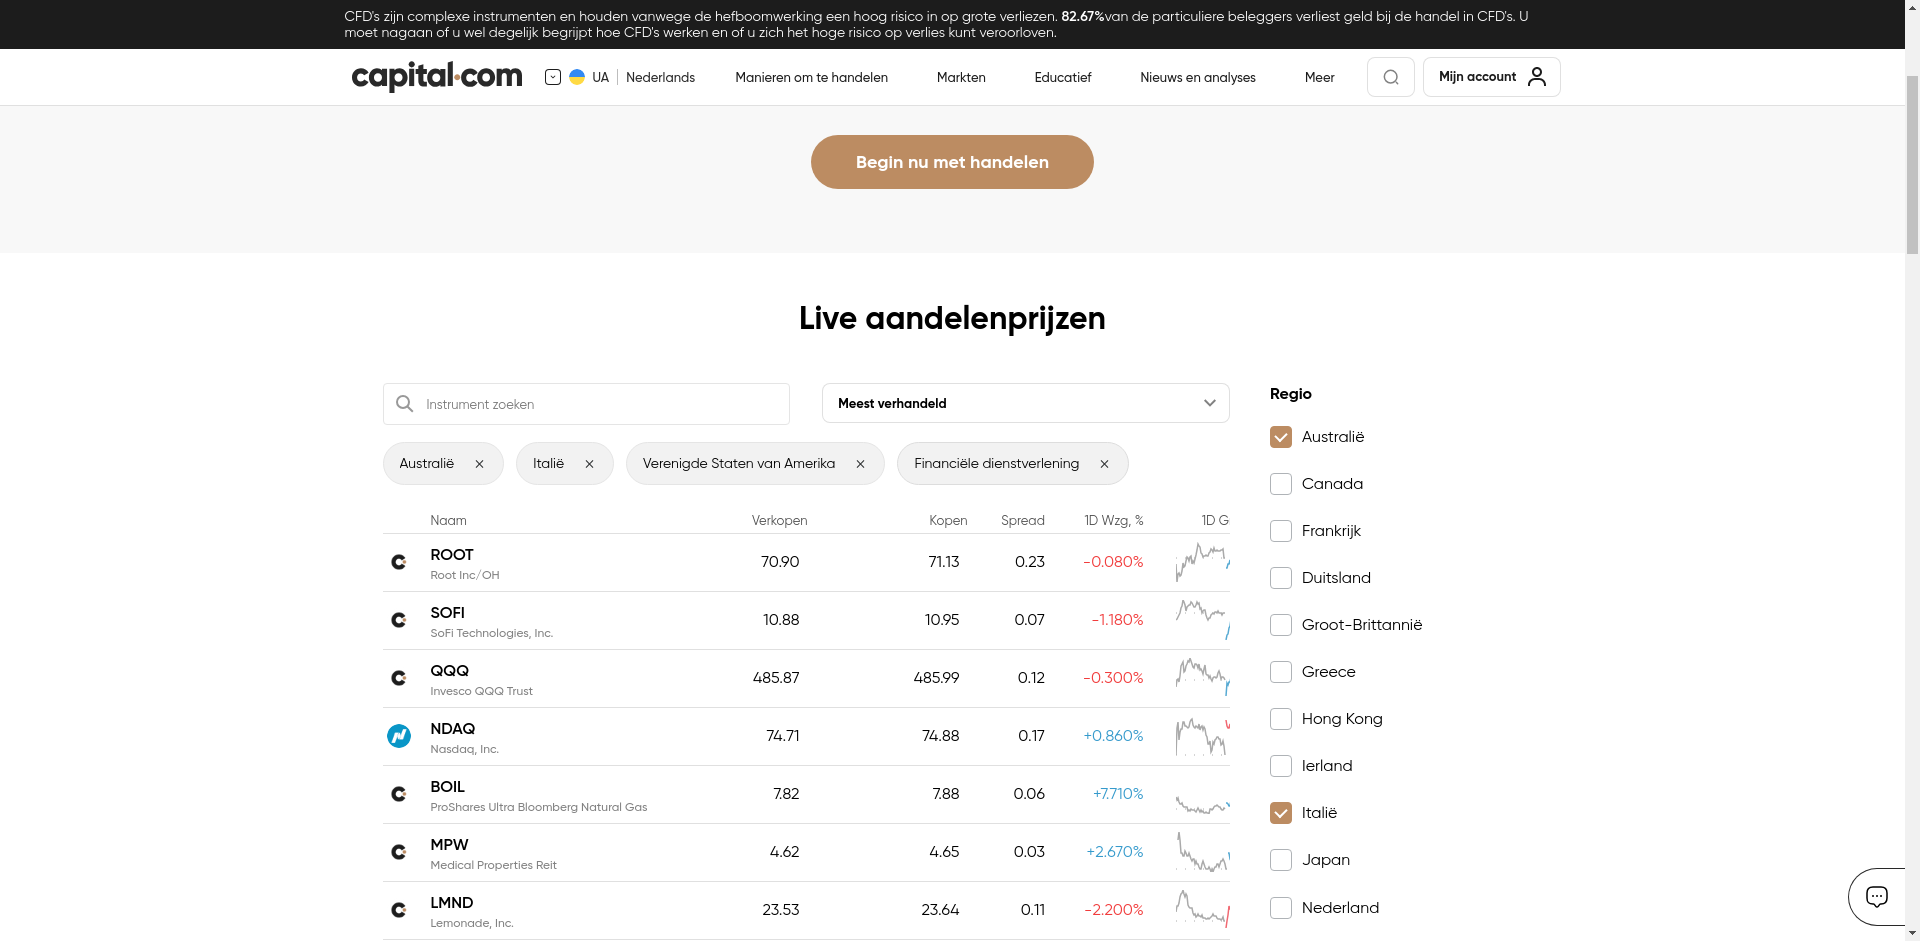 CFD's zijn complexe instrumenten en houden vanwege de hefboomwerking een hoog risico in op grote verliezen. 82.67%van de particuliere beleggers verliest geld bij de handel in CFD's. U
moet nagaan of u wel degelijk begrijpt hoe CFD's werken en of u zich het hoge risico op verlies kunt veroorloven.
capital.com UA Nederlands Manieren om te handelen Markten Educatief Nieuws en analyses Meer Mijn account
Begin nu met handelen
Live aandelenprijzen
Instrument zoeken Meest verhandeld
Australië Italië Verenigde Staten van Amerika Financiële dienstverlening
Naam Verkopen Kopen Spread 1D Wzg, % 1D G
ROOT 70.90 71.13 0.23 -0.080%
Root Inc/OH
SOFI 10.88 10.95 0.07 -1.180%
SoFi Technologies, Inc.
QQQ 485.87 485.99 0.12 -0.300%
Invesco QQQ Trust
NDAQ 74.71 74.88 0.17 +0.860%
Nasdaq, Inc.
BOIL 7.82 7.88 0.06 +7.710%
ProShares Ultra Bloomberg Natural Gas
MPW 4.62 4.65 0.03 +2.670%
Medical Properties Reit
LMND 23.53 23.64 0.11 -2.200%
Lemonade, Inc.
Regio
Australië
Canada
Frankrijk
Duitsland
Groot-Brittannië
Greece
Hong Kong
Ierland
Italië
Japan
Nederland